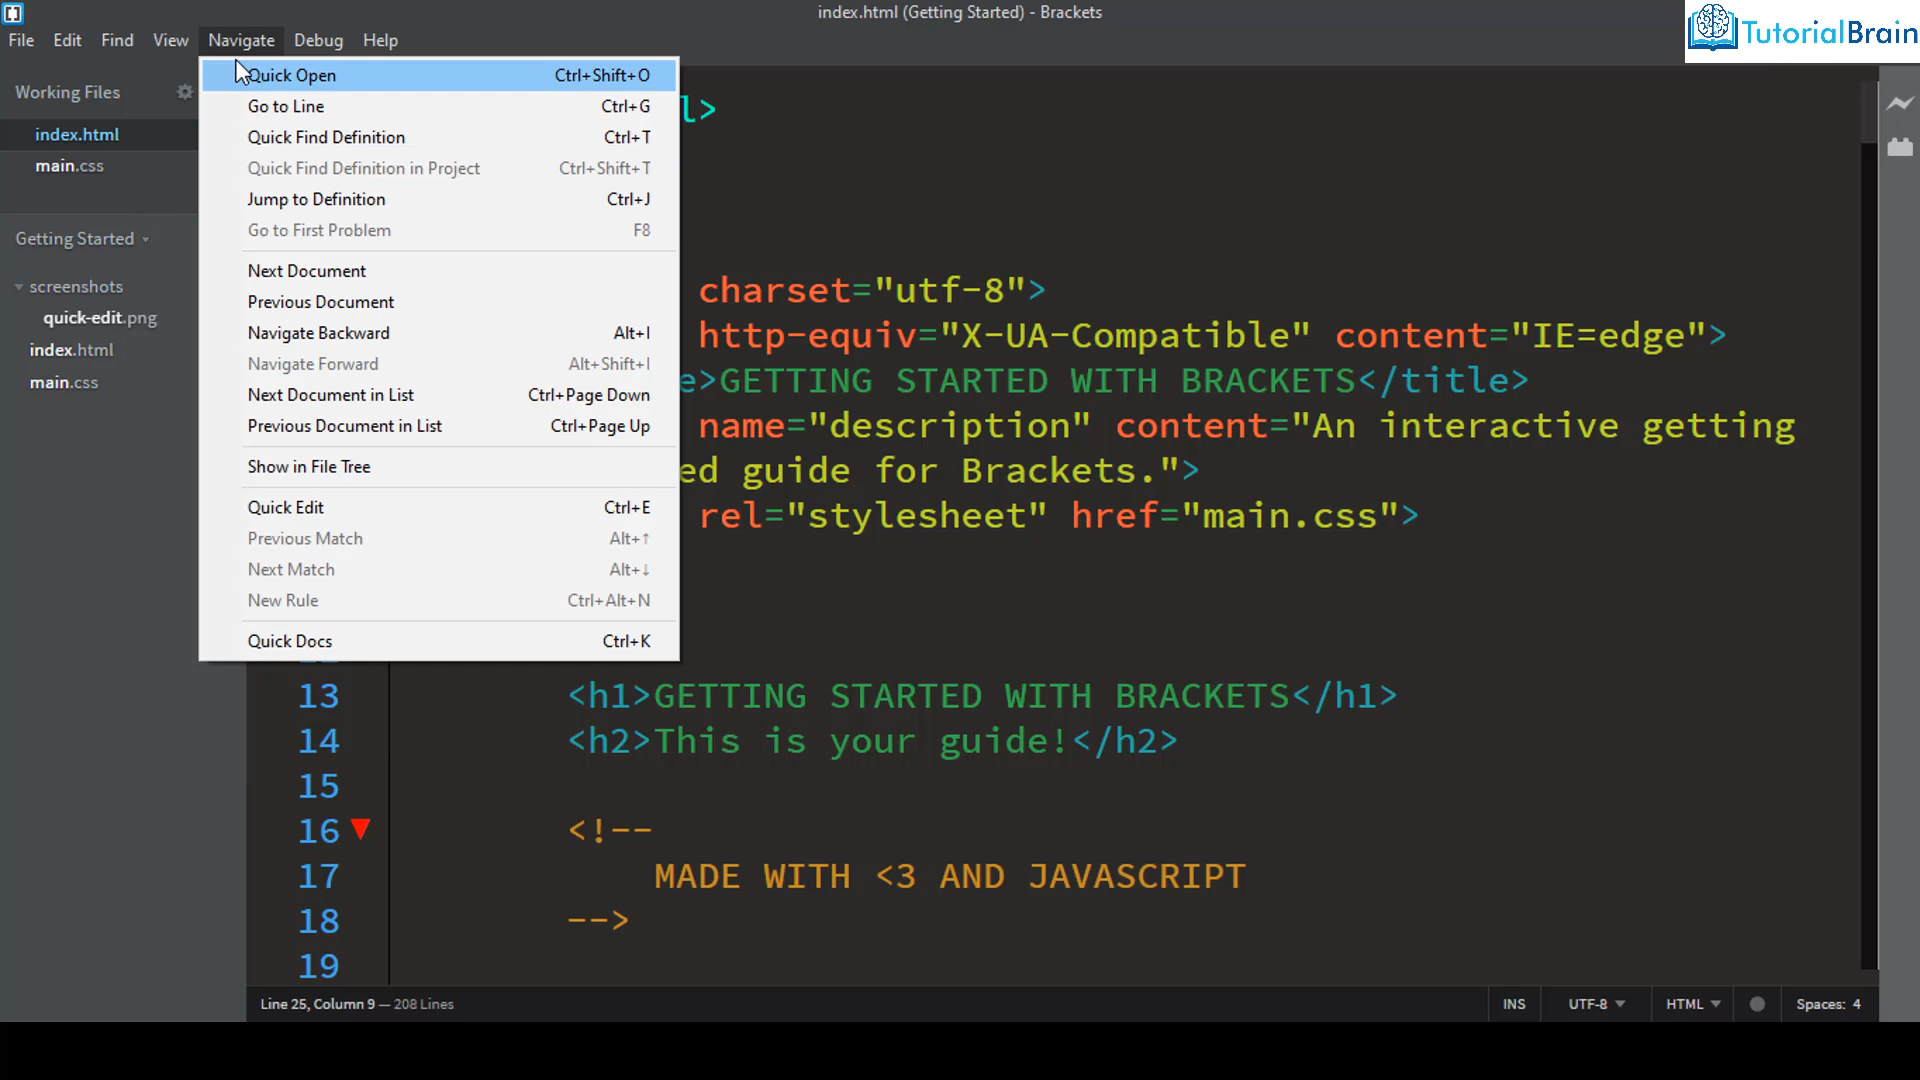 index.html (Getting Started) - Brackets
TutorialBrain
File Edit Find View Navigate Debug Help
Working Files
index.html
main.css
Getting Started
screenshots
quick-edit.png
index.html
main.css
Quick Open Ctrl+Shift+O
Go to Line Ctrl+G
Quick Find Definition Ctrl+T
Quick Find Definition in Project Ctrl+Shift+T
Jump to Definition Ctrl+J
Go to First Problem F8
Next Document
Previous Document
Navigate Backward Alt+I
Navigate Forward Alt+Shift+I
Next Document in List Ctrl+Page Down
Previous Document in List Ctrl+Page Up
Show in File Tree
Quick Edit Ctrl+E
Previous Match Alt+↑
Next Match Alt+↓
New Rule Ctrl+Alt+N
Quick Docs Ctrl+K
l>
charset="utf-8">
http-equiv="X-UA-Compatible" content="IE=edge">
e>GETTING STARTED WITH BRACKETS</title>
name="description" content="An interactive getting
ed guide for Brackets.">
rel="stylesheet" href="main.css">
13 <h1>GETTING STARTED WITH BRACKETS</h1>
14 <h2>This is your guide!</h2>
15
16 <!--
17 MADE WITH <3 AND JAVASCRIPT
18 -->
19
Line 25, Column 9 — 208 Lines
INS UTF-8 HTML Spaces: 4